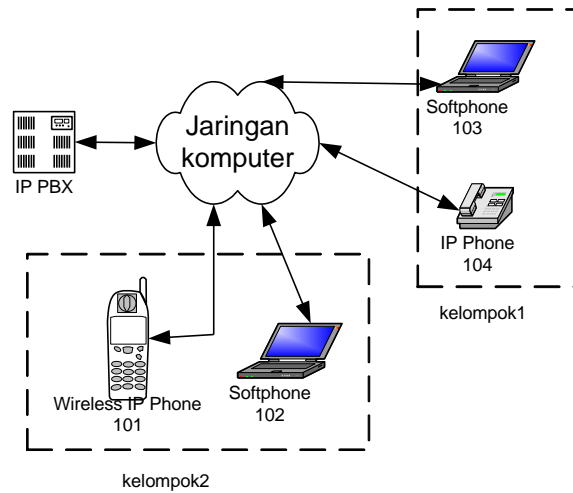 Jaringan
komputer
IP PBX
Softphone
103
IP Phone
104
kelompok1
Wireless IP Phone
101
Softphone
102
kelompok2